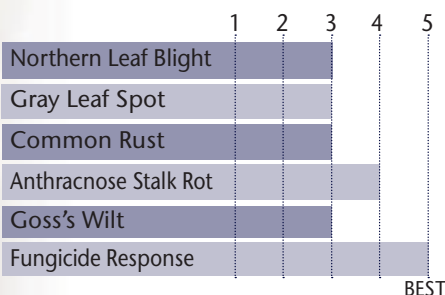 1 2 3 4 5
Northern Leaf Blight
Gray Leaf Spot
Common Rust
Anthracnose Stalk Rot
Goss's Wilt
Fungicide Response
BEST